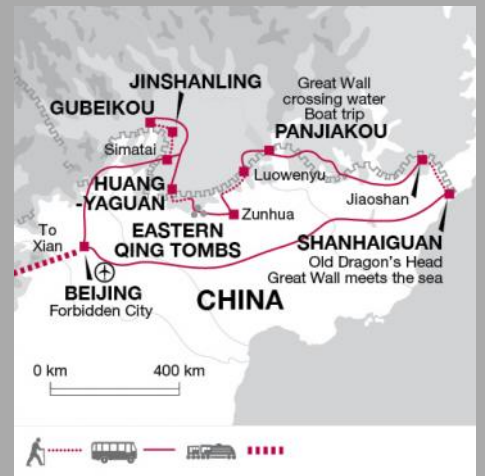 JINSHANLING
GUBEIKOU
Great Wall
crossing water
Boat trip
PANJIAKOU
Simatai
HUANG
-YAGUAN
Luowenyu
Jiaoshan
Zunhua
To
Xian
EASTERN
QING TOMBS
SHANHAIGUAN
Old Dragon's Head
Great Wall meets the sea
BEIJING
Forbidden City
CHINA
0 km 400 km